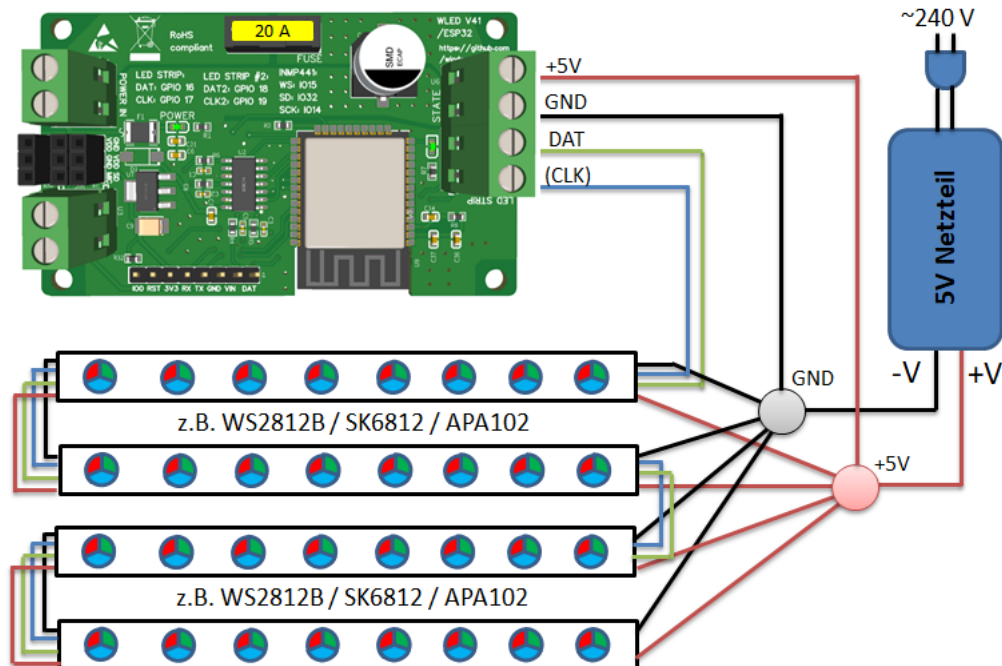 20 A
RoHS
compliant
FUSE
SMD
ECAP
WLED V41
/ESP32
https://github
~240 V
POWER IN
LED STRIP:
DAT: GPIO 16
CLK: GPIO 17
LED STRIP #2:
DAT2: GPIO 18
CLK2: GPIO 19
INMP441:
WS: IO15
SD: IO32
SCK: IO14
POWER
STATE
LED STRIP
+5V
GND
DAT
(CLK)
IO0 RST 3V3 RX TX GND VIN DAT
5V Netzteil
-V
+V
GND
z.B. WS2812B / SK6812 / APA102
+5V
z.B. WS2812B / SK6812 / APA102